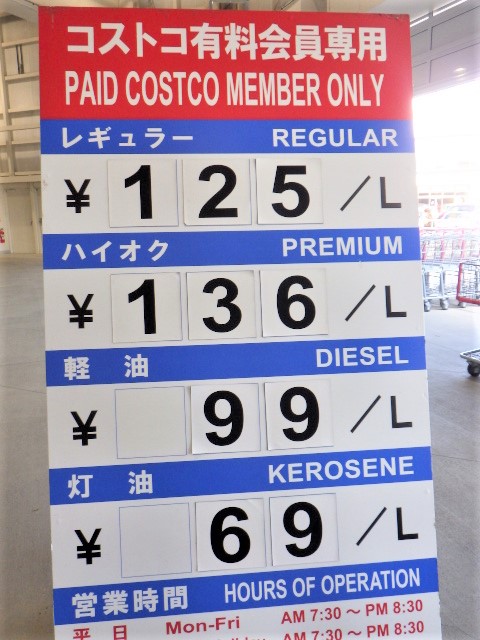 コストコ有料会員専用
PAID COSTCO MEMBER ONLY
レギュラー REGULAR
¥ 125 /L
ハイオク PREMIUM
¥ 136 /L
軽 油 DIESEL
¥ 99 /L
灯 油 KEROSENE
¥ 69 /L
営業時間 HOURS OF OPERATION
平 日 Mon-Fri AM 7:30～PM 8:30
AM 7:30～PM 8:30